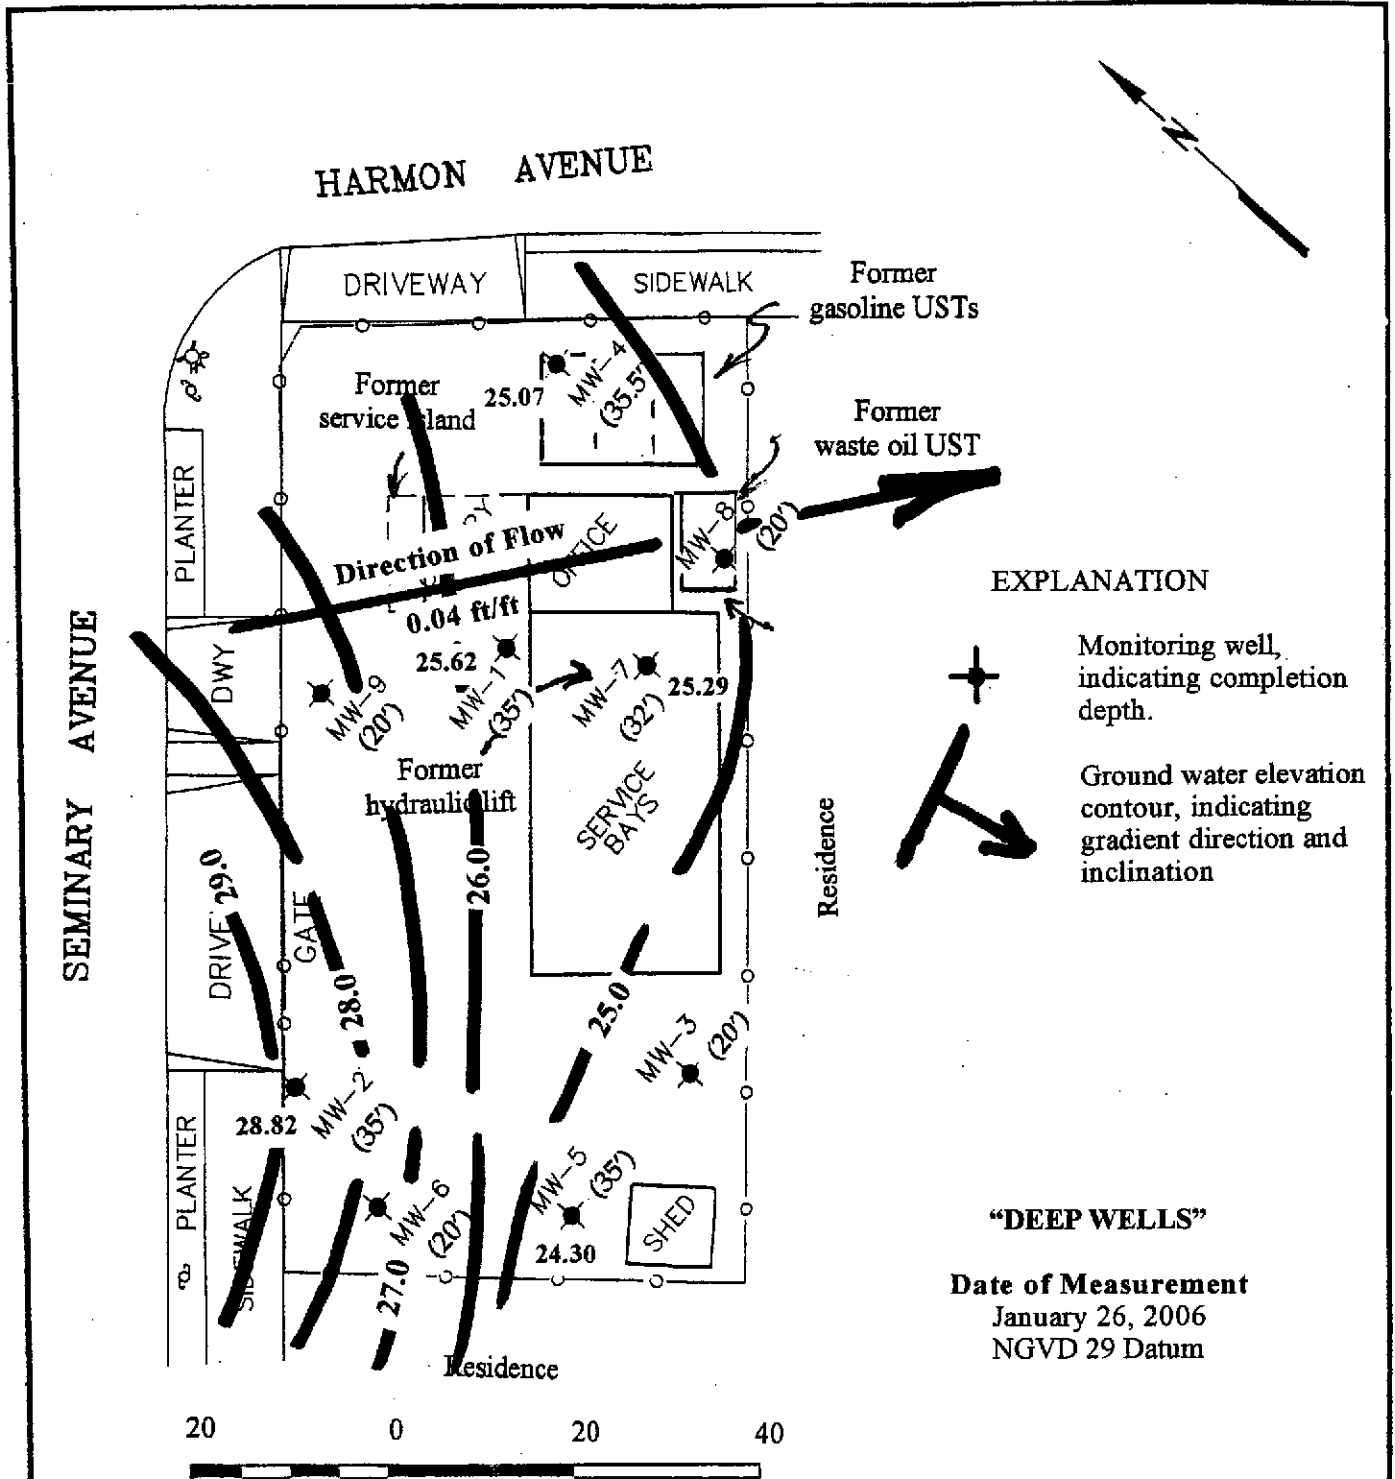 N
HARMON AVENUE
DRIVEWAY
SIDEWALK
Former
gasoline USTs
MW-4
(35.5')
25.07
Former
service island
Former
waste oil UST
PLANTER
OFFICE
MW-8
(20')
Direction of Flow
0.04 ft/ft
EXPLANATION
Monitoring well,
indicating completion
depth.
Ground water elevation
contour, indicating
gradient direction and
inclination
SEMINARY AVENUE
DWY
MW-9
(20')
25.62
MW-1
(35')
MW-7
(32')
25.29
Former
hydraulic lift
SERVICE
BAYS
Residence
29.0
26.0
DRIVE
GATE
28.0
25.0
MW-3
(20')
MW-2
(35')
28.82
PLANTER
SIDEWALK
MW-6
(20')
MW-5
(35')
24.30
SHED
27.0
Residence
"DEEP WELLS"
Date of Measurement
January 26, 2006
NGVD 29 Datum
20 0 20 40